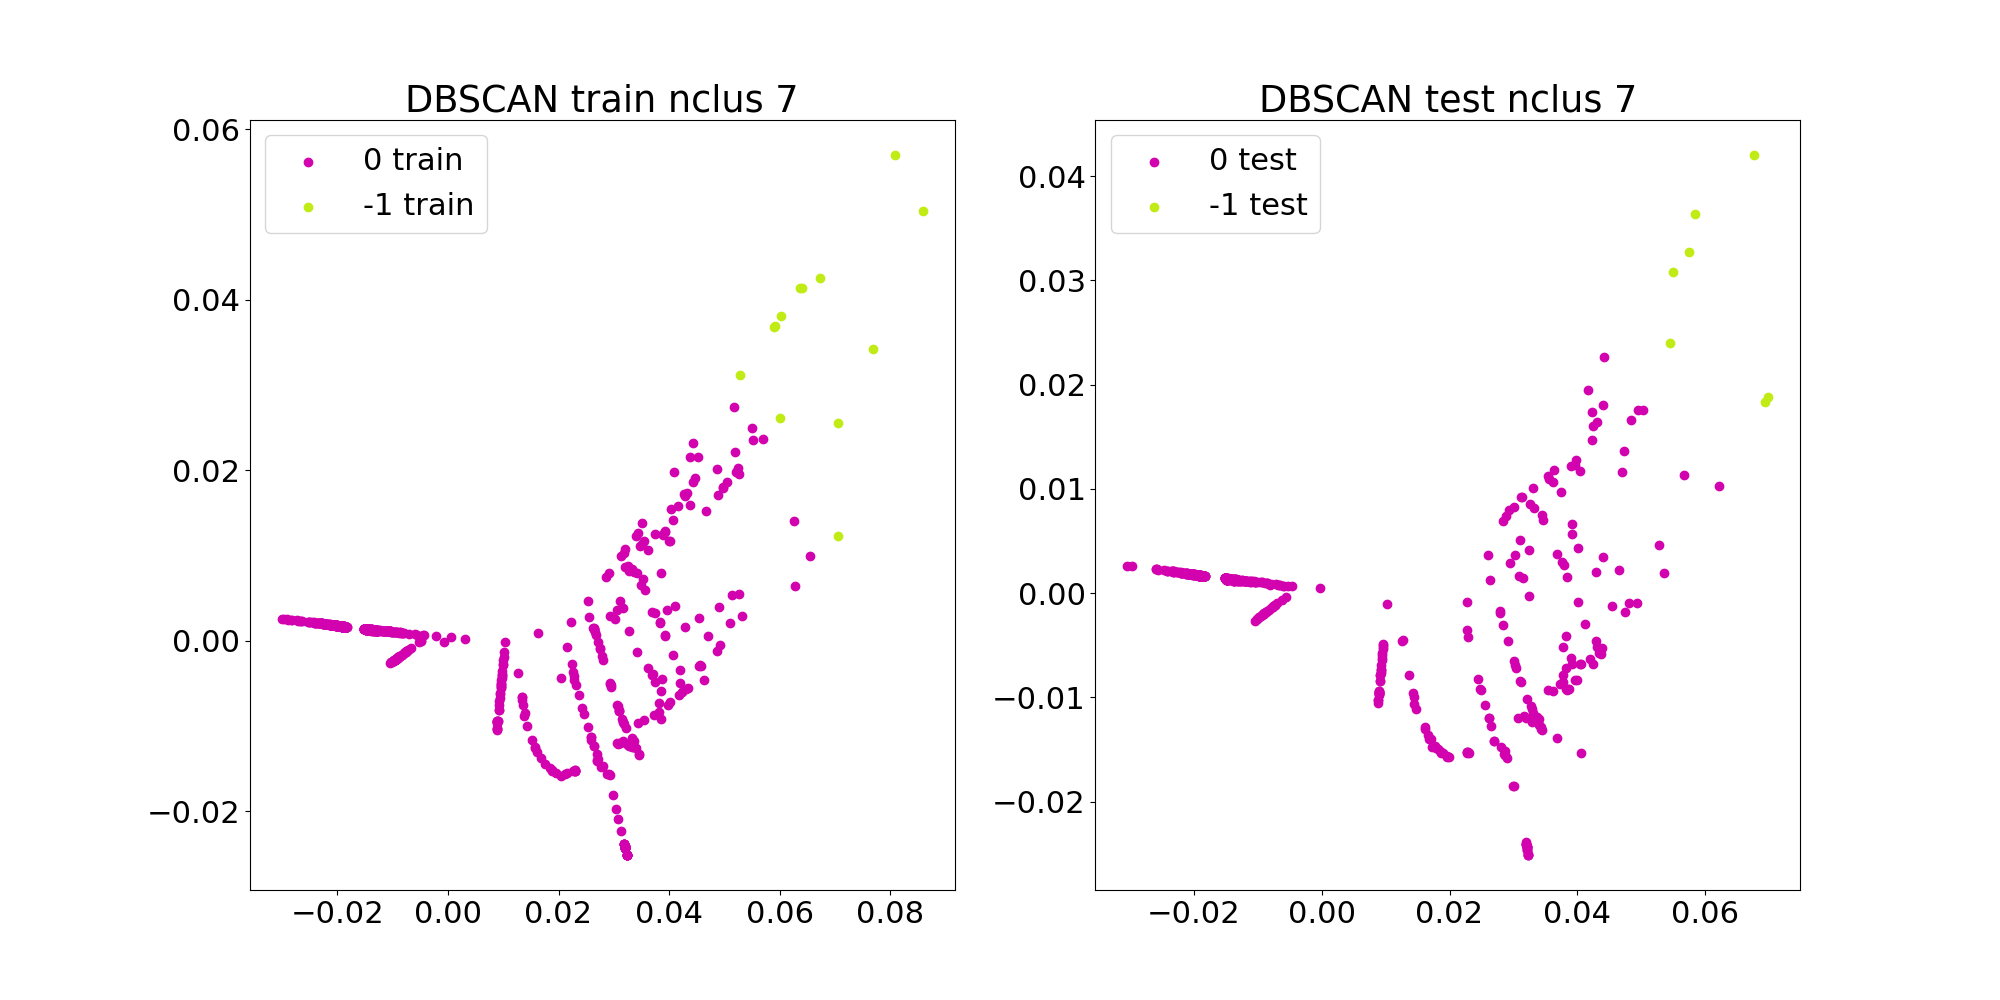 DBSCAN train nclus 7
0 train
-1 train
0.06
0.04
0.02
0.00
−0.02
−0.02 0.00 0.02 0.04 0.06 0.08
DBSCAN test nclus 7
0 test
-1 test
0.04
0.03
0.02
0.01
0.00
−0.01
−0.02
−0.02 0.00 0.02 0.04 0.06